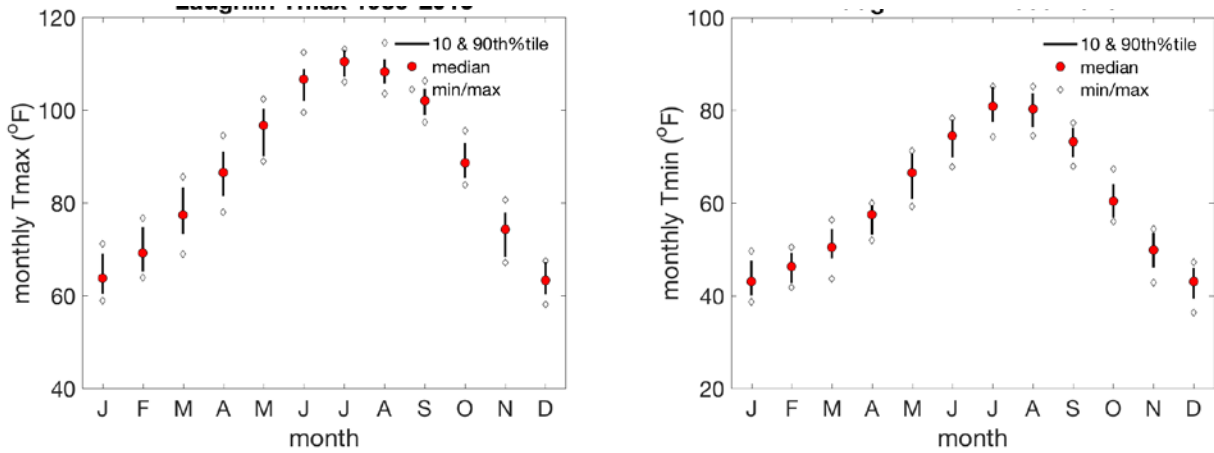 120
100
80
60
40
monthly Tmax (°F)
10 & 90th%tile
median
min/max
J F M A M J J A S O N D
month
100
80
60
40
20
monthly Tmin (°F)
10 & 90th%tile
median
min/max
J F M A M J J A S O N D
month